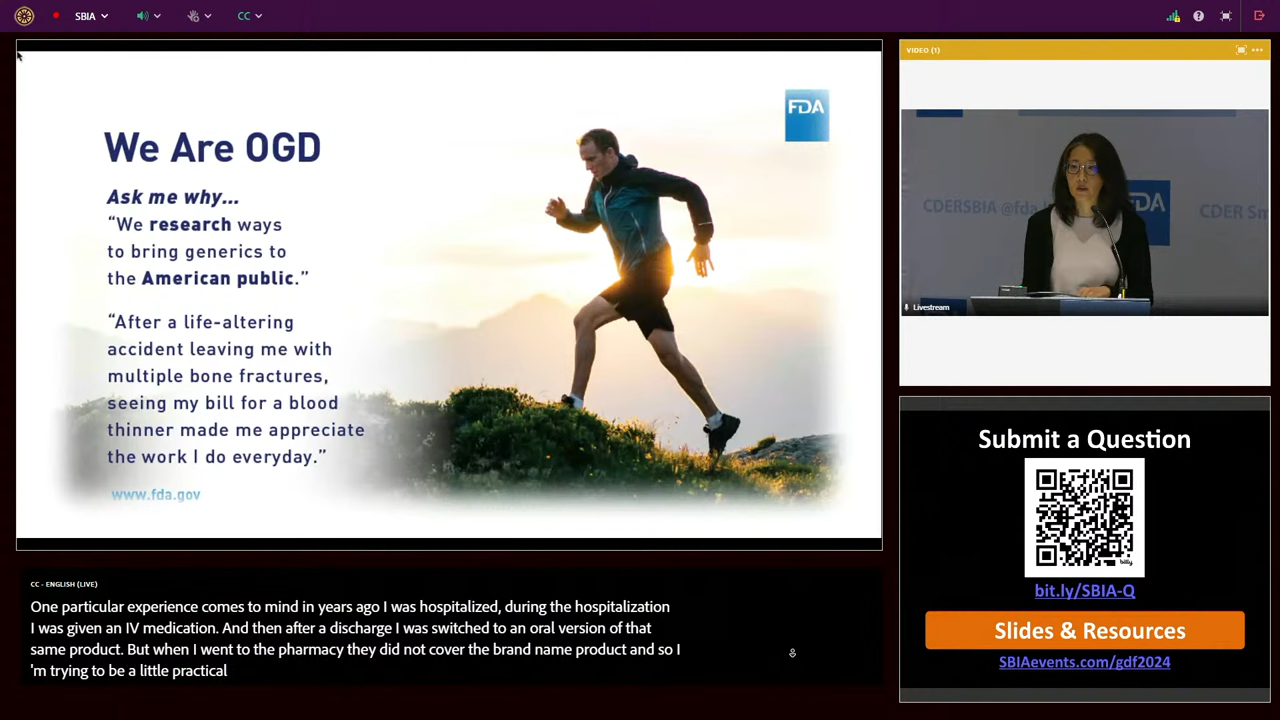 SBIA
CC
We Are OGD
Ask me why...
“We research ways
to bring generics to
the American public.”
“After a life-altering
accident leaving me with
multiple bone fractures,
seeing my bill for a blood
thinner made me appreciate
the work I do everyday.”
www.fda.gov
FDA
CC - ENGLISH (LIVE)
One particular experience comes to mind in years ago I was hospitalized, during the hospitalization
I was given an IV medication. And then after a discharge I was switched to an oral version of that
same product. But when I went to the pharmacy they did not cover the brand name product and so I
'm trying to be a little practical
VIDEO (1)
CDERSBIA @fda
FDA
CDER Sm
Livestream
Submit a Question
bitly
bit.ly/SBIA-Q
Slides & Resources
SBIAevents.com/gdf2024